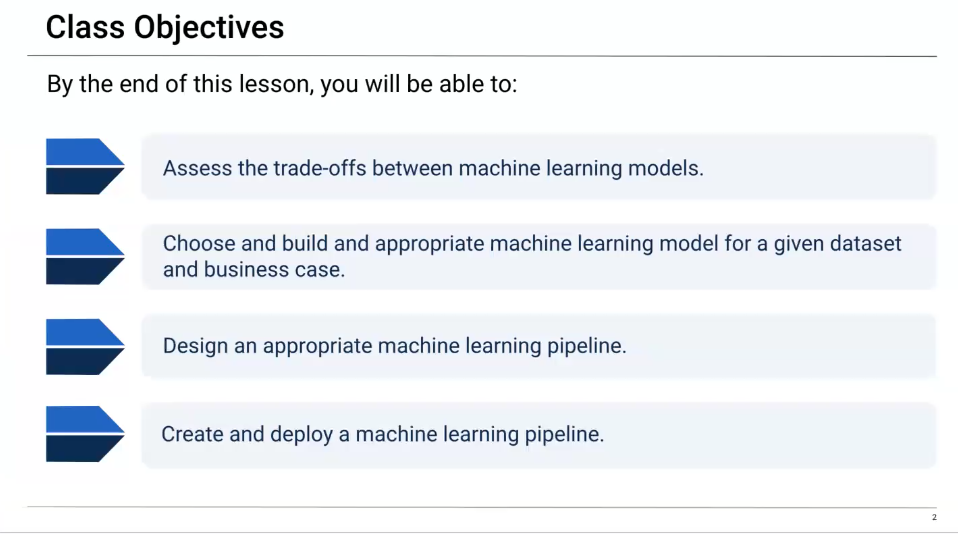 Class Objectives
By the end of this lesson, you will be able to:
Assess the trade-offs between machine learning models.
Choose and build and appropriate machine learning model for a given dataset
and business case.
Design an appropriate machine learning pipeline.
Create and deploy a machine learning pipeline.
2